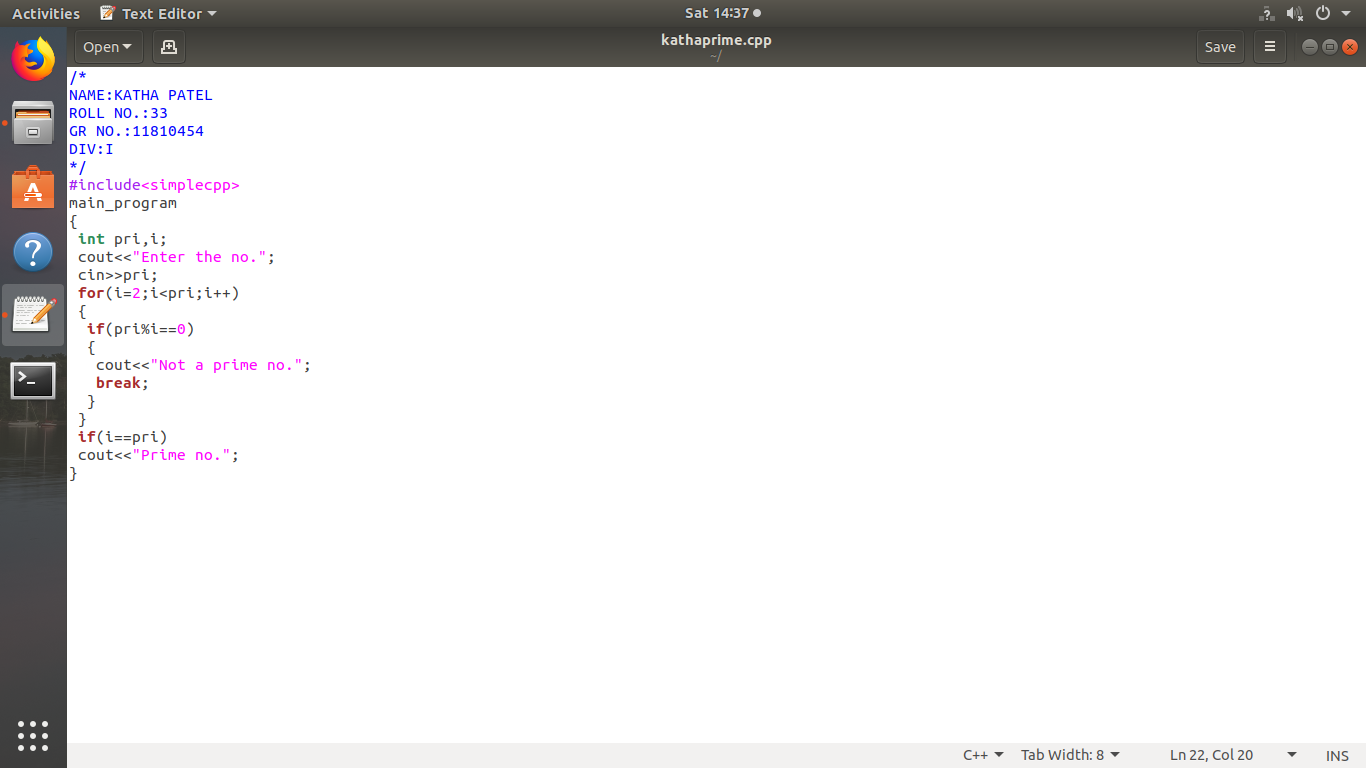 Activities Text Editor Sat 14:37
Open kathaprime.cpp Save
~/
/*
NAME:KATHA PATEL
ROLL NO.:33
GR NO.:11810454
DIV:I
*/
#include<simplecpp>
main_program
{
 int pri,i;
 cout<<"Enter the no.";
 cin>>pri;
 for(i=2;i<pri;i++)
 {
  if(pri%i==0)
  {
   cout<<"Not a prime no.";
   break;
  }
 }
 if(i==pri)
 cout<<"Prime no.";
}
C++ Tab Width: 8 Ln 22, Col 20 INS